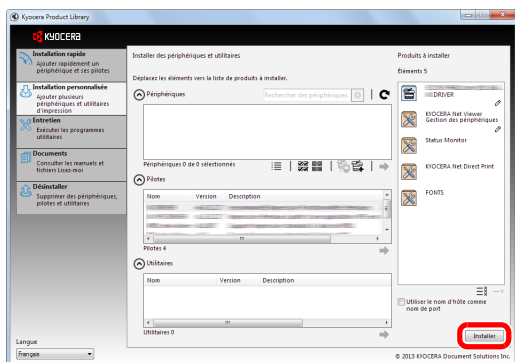 Kyocera Product Library
KYOCERA
Installation rapide
Ajouter rapidement un
périphérique et ses pilotes
Installation personnalisée
Ajouter plusieurs
périphériques et utilitaires
d'impression
Entretien
Exécuter les programmes
utilitaires
Documents
Consulter les manuels et
fichiers Lisez-moi
Désinstaller
Supprimer des périphériques,
pilotes et utilitaires
Langue
Français
Installer des périphériques et utilitaires
Déplacez les éléments vers la liste de produits à installer.
Périphériques
Rechercher des périphériques
Périphériques 0 de 0 sélectionnés
Pilotes
Nom Version Description
Pilotes 4
Utilitaires
Nom Version Description
Utilitaires 0
Produits à installer
Éléments 5
DRIVER
KYOCERA Net Viewer
Gestion des périphériques
Status Monitor
KYOCERA Net Direct Print
FONTS
Utiliser le nom d'hôte comme
nom de port
Installer
© 2013 KYOCERA Document Solutions Inc.